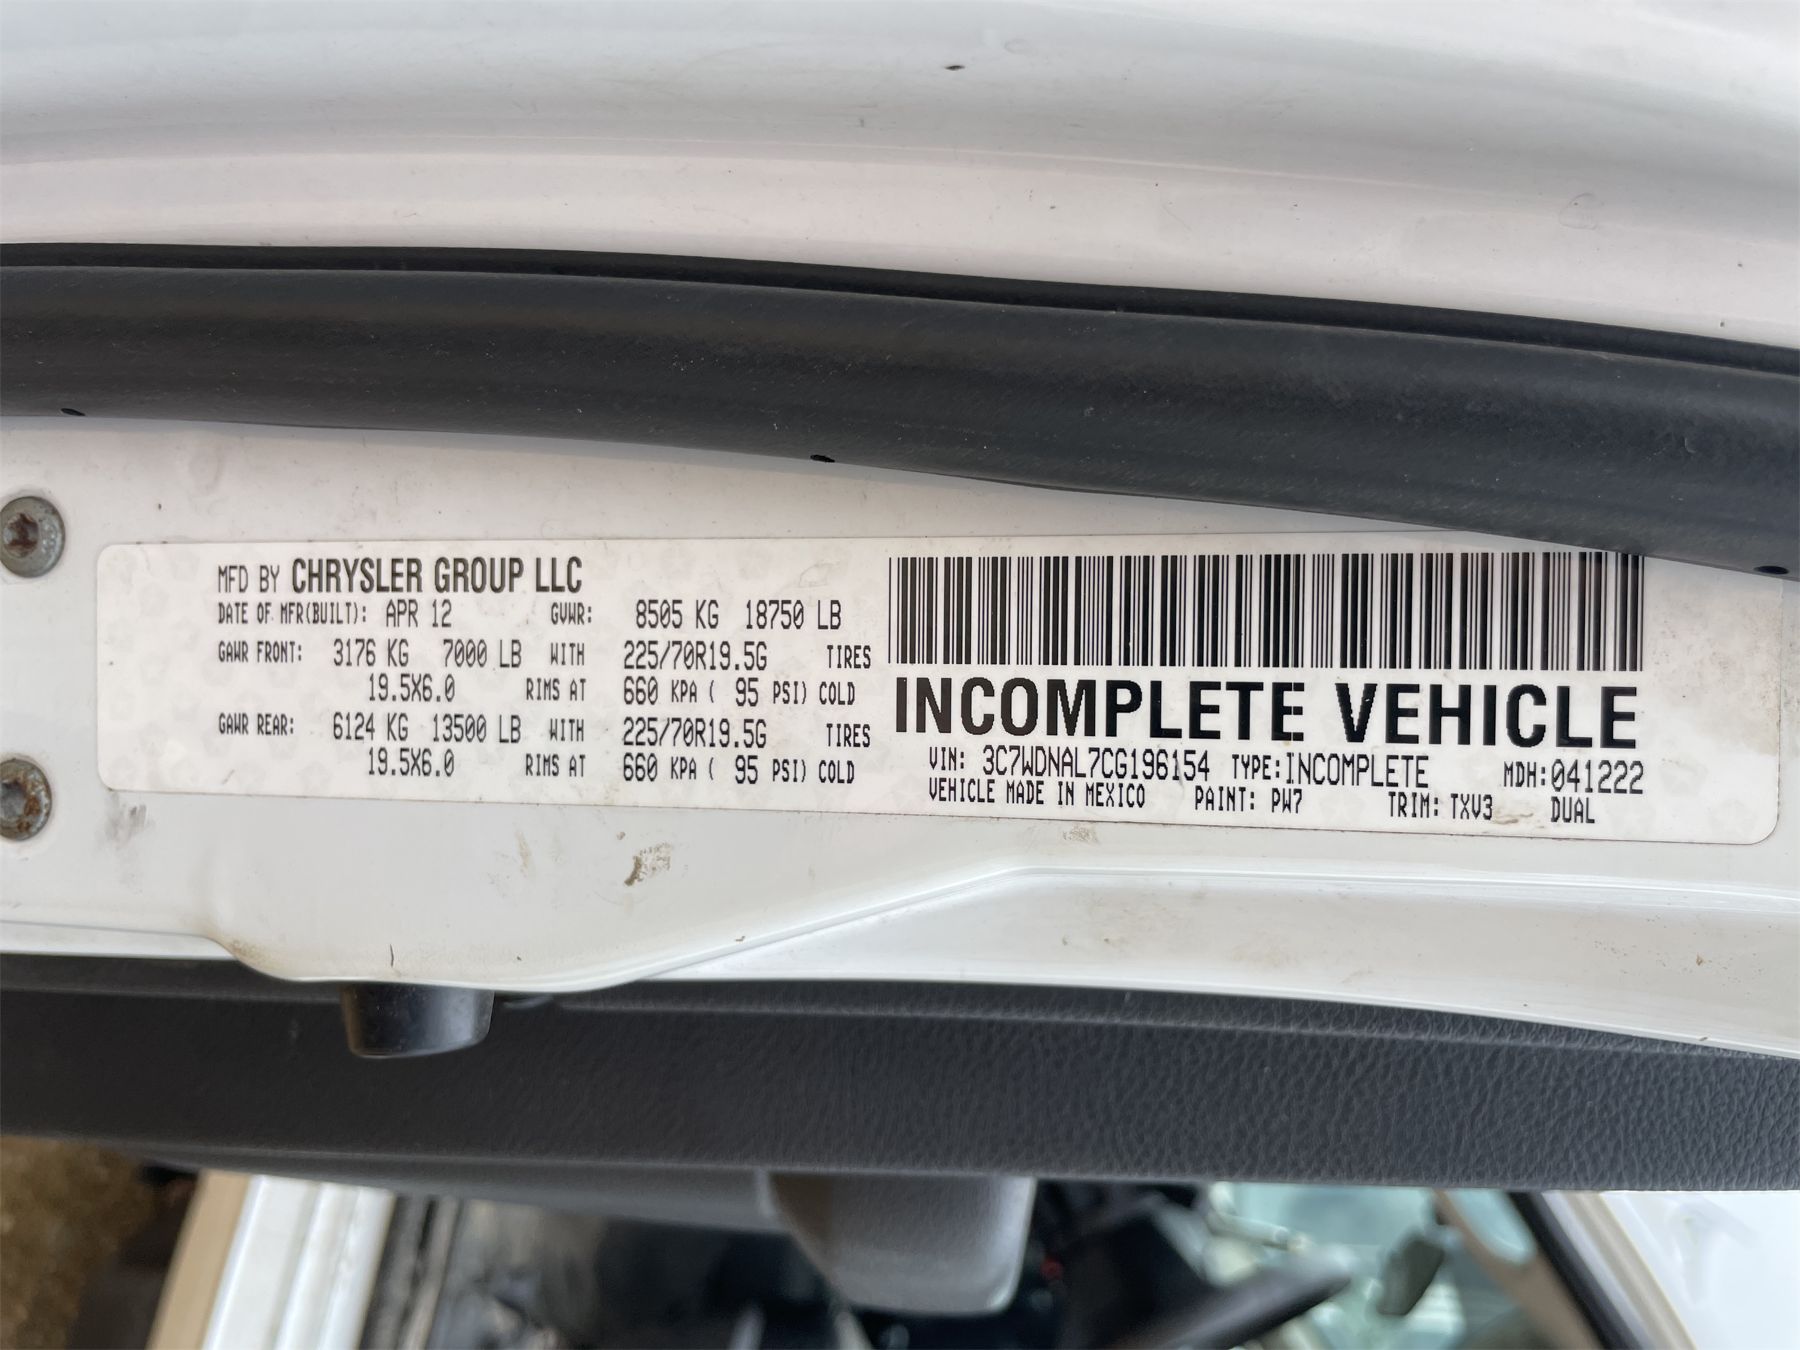 MFD BY CHRYSLER GROUP LLC
DATE OF MFR(BUILT): APR 12 GVWR: 8505 KG 18750 LB
GAWR FRONT: 3176 KG 7000 LB WITH 225/70R19.5G TIRES
19.5X6.0 RIMS AT 660 KPA ( 95 PSI) COLD
GAWR REAR: 6124 KG 13500 LB WITH 225/70R19.5G TIRES
19.5X6.0 RIMS AT 660 KPA ( 95 PSI) COLD
INCOMPLETE VEHICLE
VIN: 3C7WDNAL7CG196154 TYPE:INCOMPLETE MDH:041222
VEHICLE MADE IN MEXICO PAINT: PW7 TRIM: TXV3 DUAL